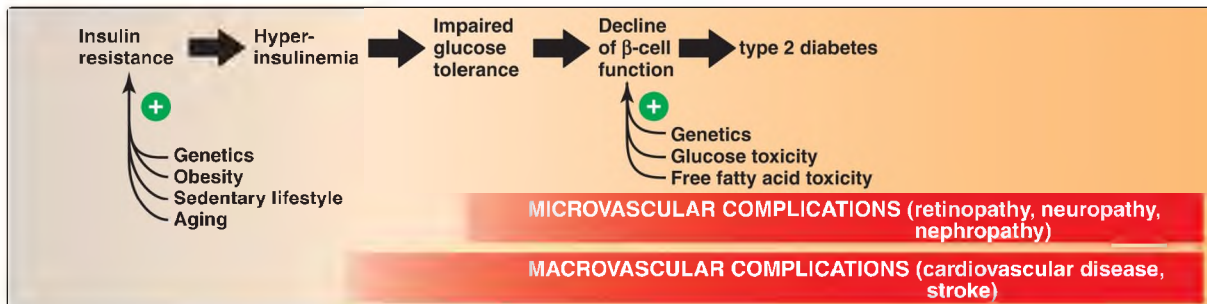 Insulin
resistance
Hyper-
insulinemia
Impaired
glucose
tolerance
Decline
of β-cell
function
type 2 diabetes
+
Genetics
Obesity
Sedentary lifestyle
Aging
+
Genetics
Glucose toxicity
Free fatty acid toxicity
MICROVASCULAR COMPLICATIONS (retinopathy, neuropathy,
nephropathy)
MACROVASCULAR COMPLICATIONS (cardiovascular disease,
stroke)